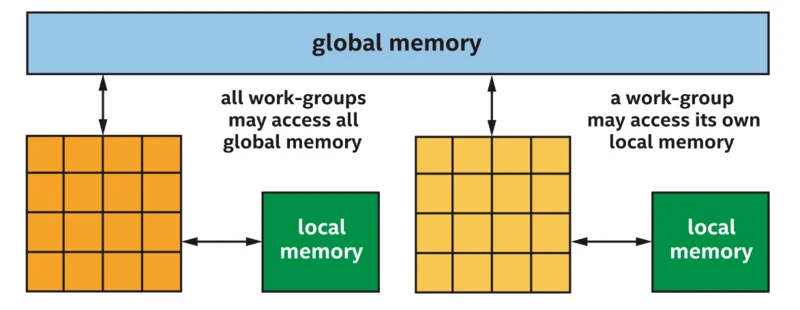 global memory
all work-groups
may access all
global memory
a work-group
may access its own
local memory
local
memory
local
memory